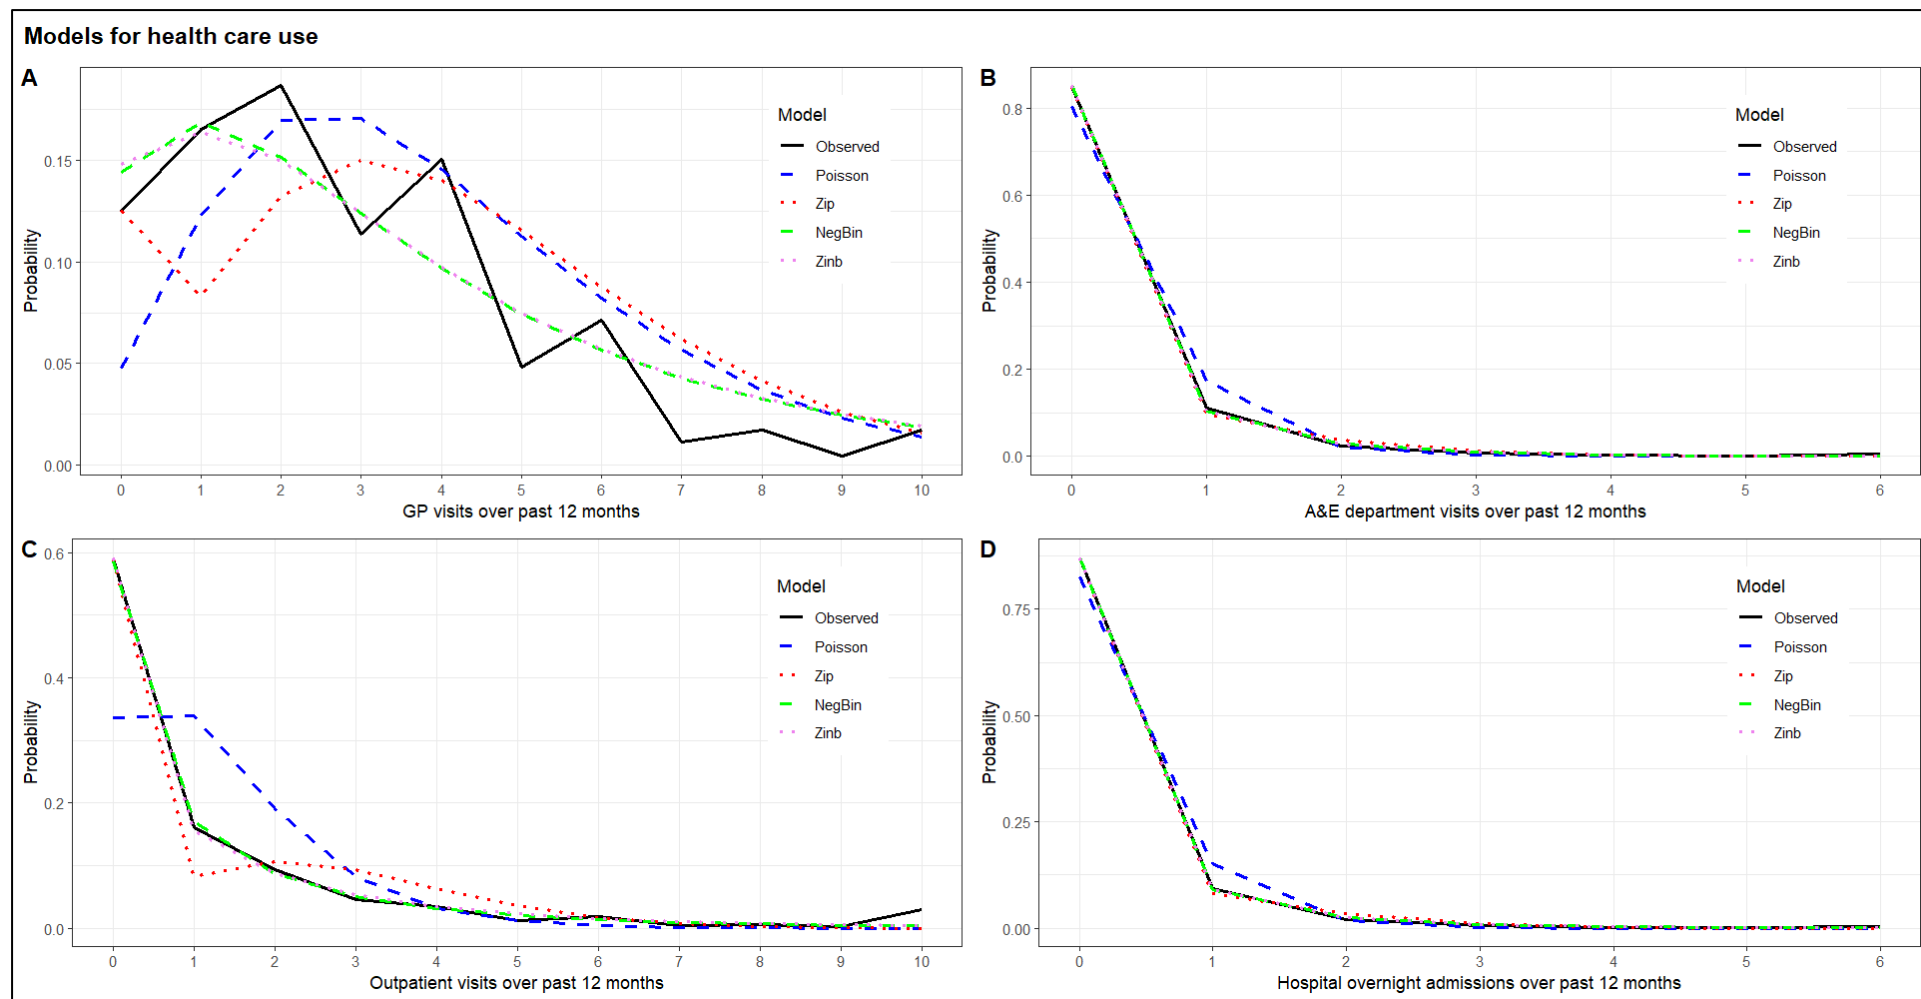 Models for health care use
A
Probability
0.15
0.10
0.05
0.00
0 1 2 3 4 5 6 7 8 9 10
GP visits over past 12 months
Model
Observed
Poisson
Zip
NegBin
Zinb
B
Probability
0.8
0.6
0.4
0.2
0.0
0 1 2 3 4 5 6
A&E department visits over past 12 months
Model
Observed
Poisson
Zip
NegBin
Zinb
C
Probability
0.6
0.4
0.2
0.0
0 1 2 3 4 5 6 7 8 9 10
Outpatient visits over past 12 months
Model
Observed
Poisson
Zip
NegBin
Zinb
D
Probability
0.75
0.50
0.25
0.00
0 1 2 3 4 5 6
Hospital overnight admissions over past 12 months
Model
Observed
Poisson
Zip
NegBin
Zinb